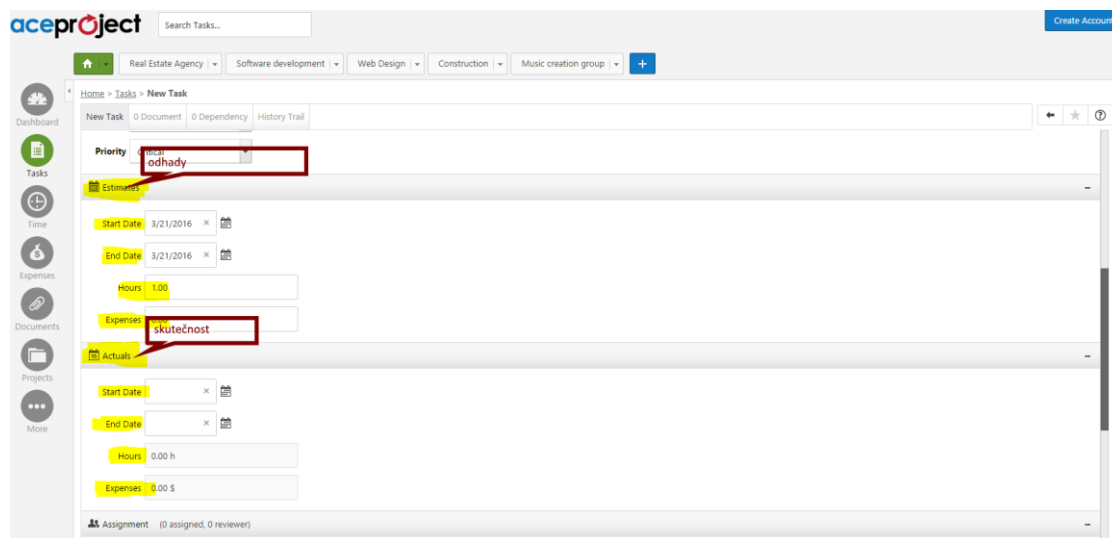 aceproject
Search Tasks...
Create Account
Real Estate Agency
Software development
Web Design
Construction
Music creation group
+
Home > Tasks > New Task
New Task
0 Document
0 Dependency
History Trail
Dashboard
Tasks
Time
Expenses
Documents
Projects
More
Priority
odhady
Estimates
Start Date 3/21/2016
End Date 3/21/2016
Hours 1.00
Expenses
skutečnost
Actuals
Start Date
End Date
Hours 0.00 h
Expenses 0.00 $
Assignment (0 assigned, 0 reviewer)